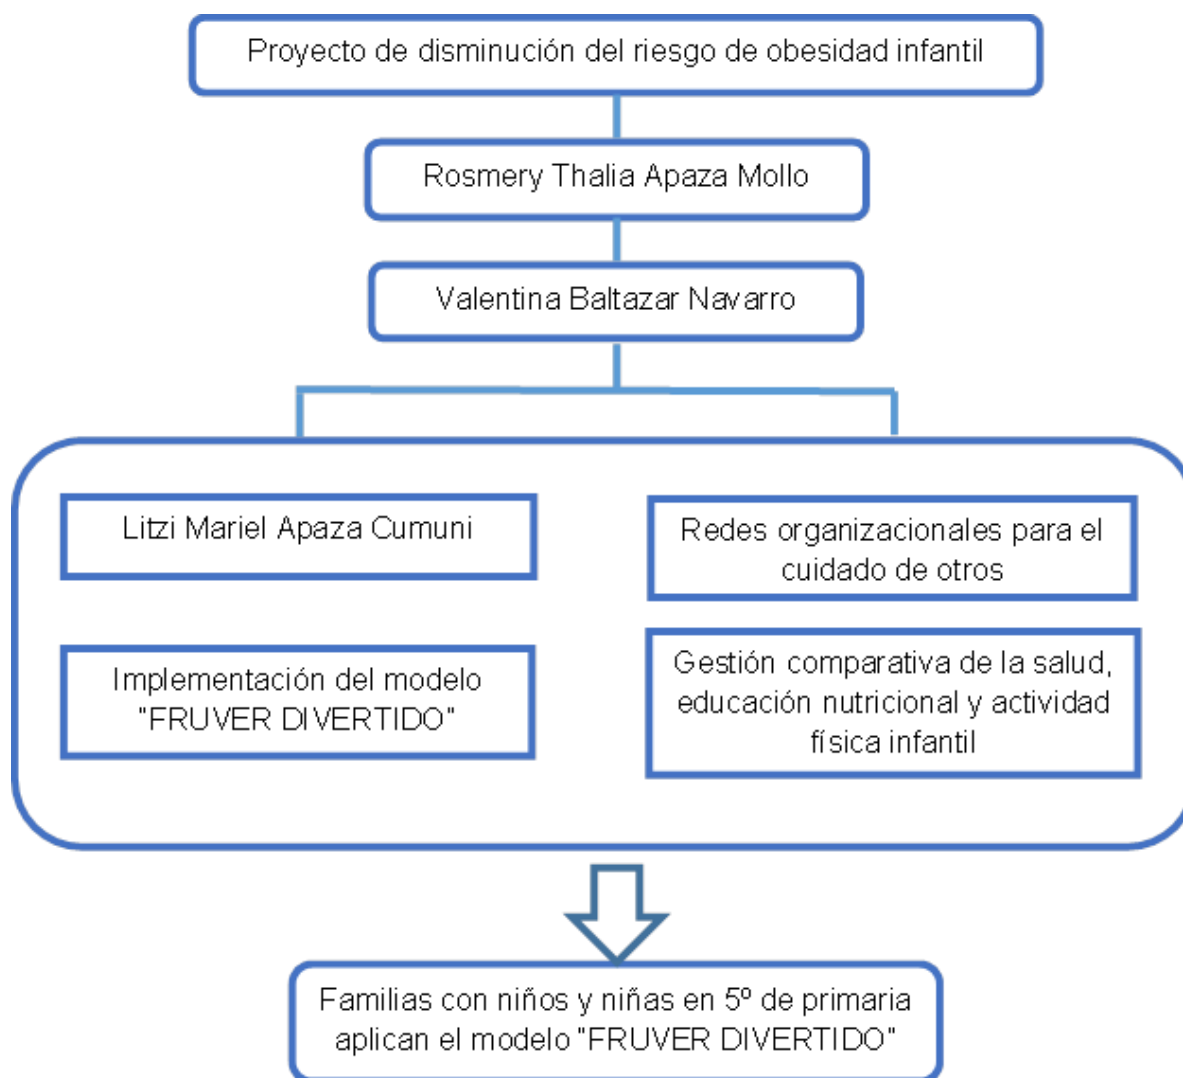 Proyecto de disminución del riesgo de obesidad infantil
Rosmery Thalia Apaza Mollo
Valentina Baltazar Navarro
Litzi Mariel Apaza Cumuni
Implementación del modelo
"FRUVER DIVERTIDO"
Redes organizacionales para el
cuidado de otros
Gestión comparativa de la salud,
educación nutricional y actividad
física infantil
Familias con niños y niñas en 5º de primaria
aplican el modelo "FRUVER DIVERTIDO"